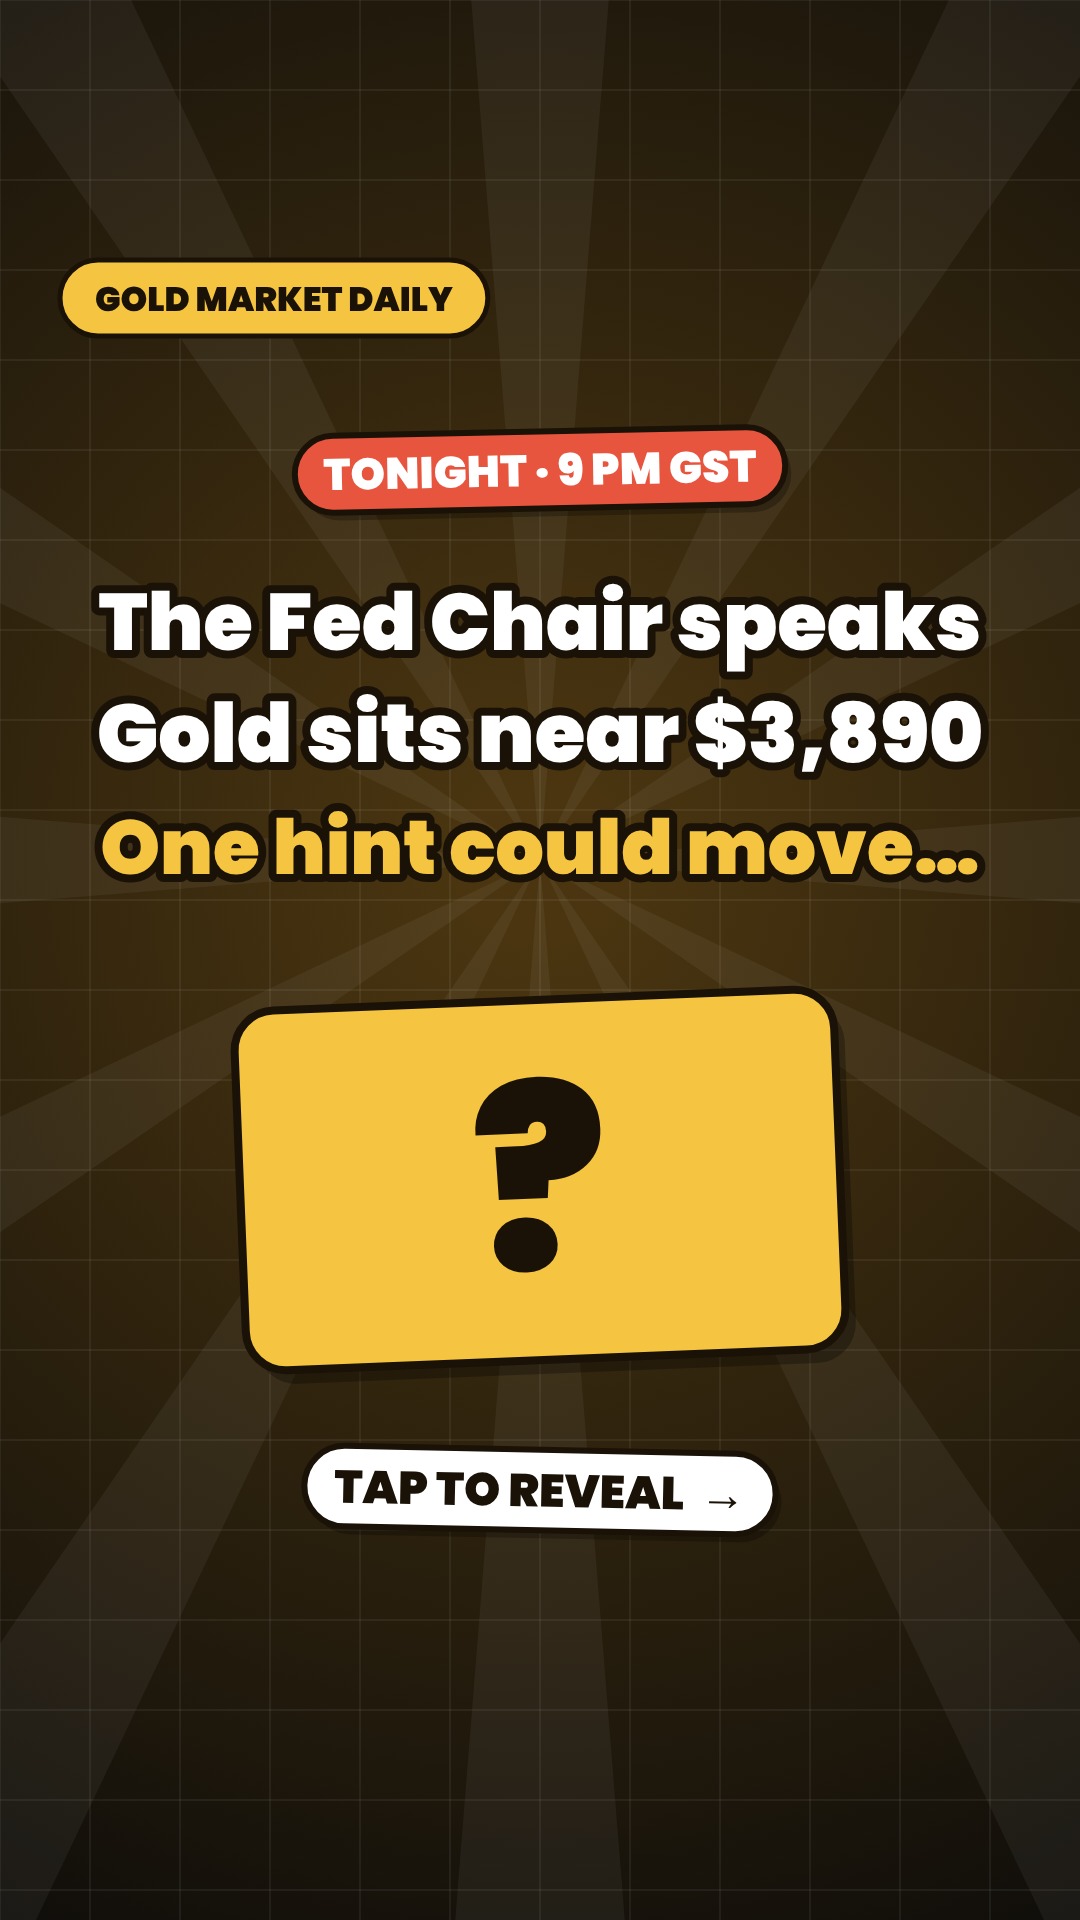 GOLD MARKET DAILY
TONIGHT · 9 PM GST
The Fed Chair speaks
Gold sits near $3,890
One hint could move...
?
TAP TO REVEAL →